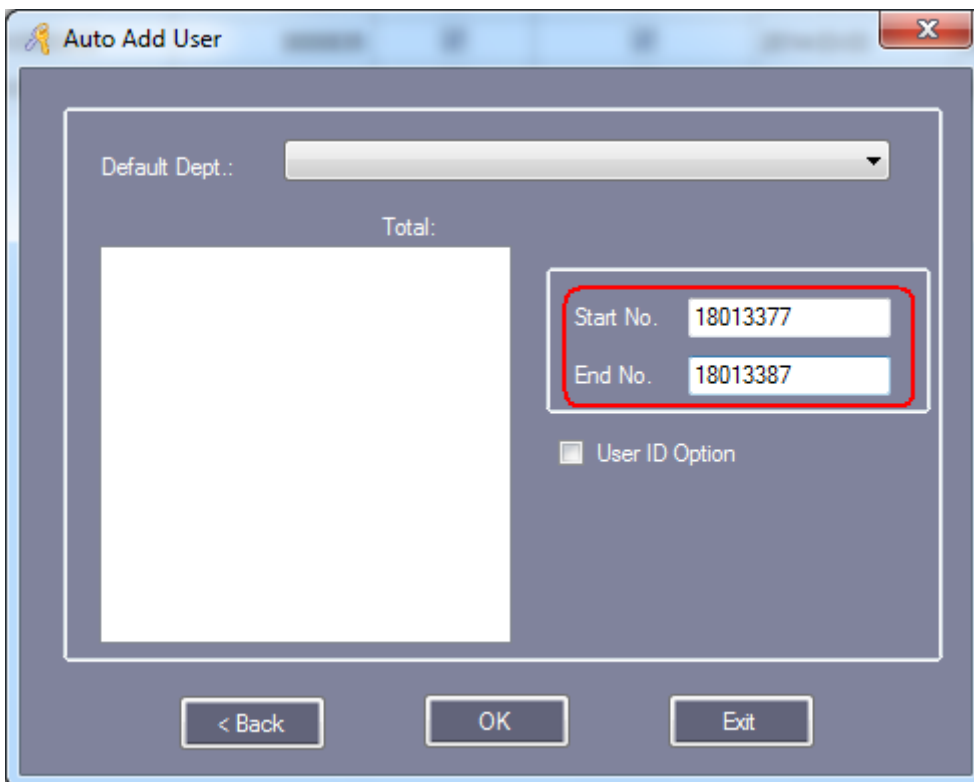 Auto Add User
Default Dept.:
Total:
Start No. 18013377
End No. 18013387
User ID Option
< Back OK Exit